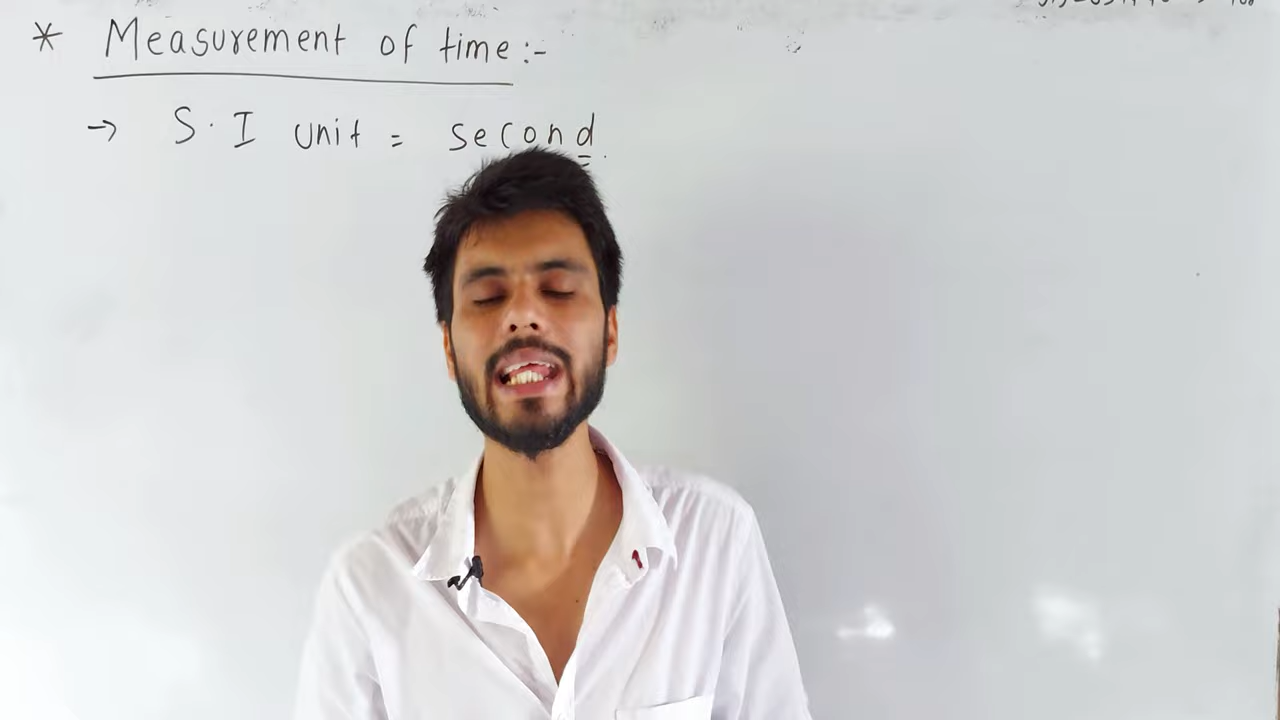 * Measurement of time:-
→ S.I unit = second.